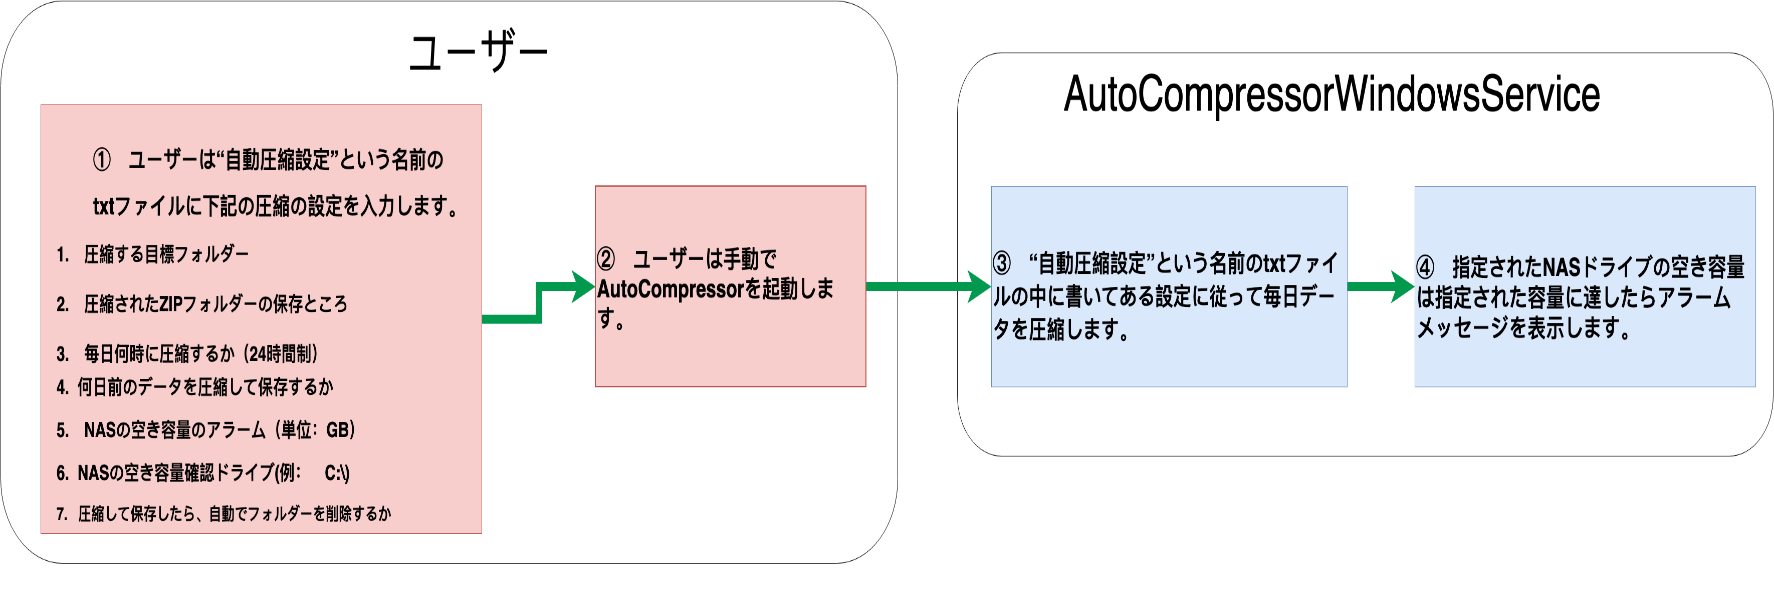 ユーザー
① ユーザーは“自動圧縮設定”という名前の
txtファイルに下記の圧縮の設定を入力します。
1. 圧縮する目標フォルダー
2. 圧縮されたZIPフォルダーの保存ところ
3. 毎日何時に圧縮するか（24時間制）
4. 何日前のデータを圧縮して保存するか
5. NASの空き容量のアラーム（単位：GB）
6. NASの空き容量確認ドライブ(例： C:\)
7. 圧縮して保存したら、自動でフォルダーを削除するか
② ユーザーは手動で
AutoCompressorを起動しま
す。
AutoCompressorWindowsService
③ “自動圧縮設定”という名前のtxtファイ
ルの中に書いてある設定に従って毎日デー
タを圧縮します。
④ 指定されたNASドライブの空き容量
は指定された容量に達したらアラーム
メッセージを表示します。